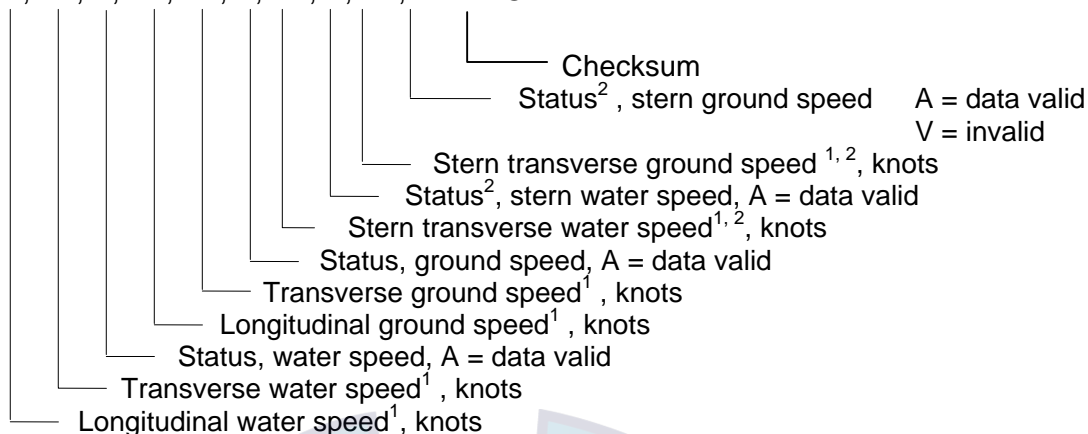 Checksum
Status², stern ground speed A = data valid
V = invalid
Stern transverse ground speed ¹, ², knots
Status², stern water speed, A = data valid
Stern transverse water speed¹, ², knots
Status, ground speed, A = data valid
Transverse ground speed¹ , knots
Longitudinal ground speed¹ , knots
Status, water speed, A = data valid
Transverse water speed¹ , knots
Longitudinal water speed¹, knots